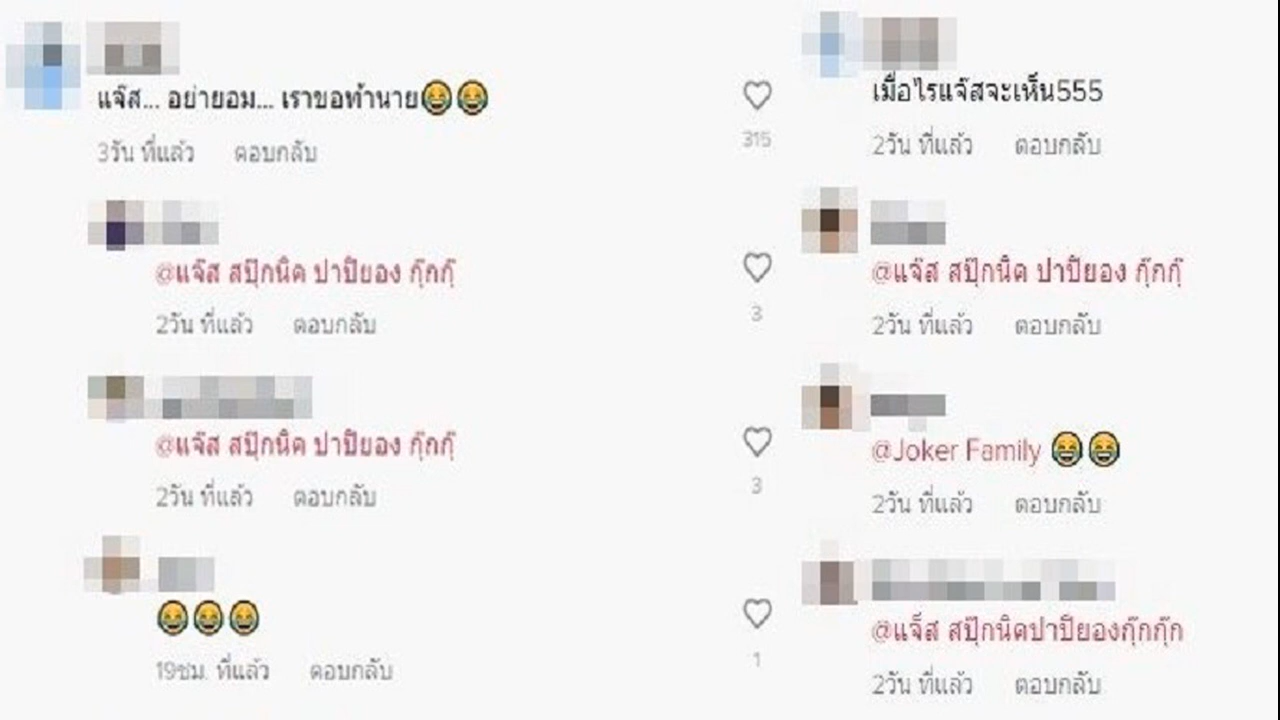 แจ๊ส... อย่ายอม... เราขอทำนาย😂😂
3วัน ที่แล้ว ตอบกลับ
315
@แจ๊ส สปุ๊กนิค ปาปิยอง กุ๊กกุ๊
2วัน ที่แล้ว ตอบกลับ
3
@แจ๊ส สปุ๊กนิค ปาปิยอง กุ๊กกุ๊
2วัน ที่แล้ว ตอบกลับ
3
😂😂😂
19ชม. ที่แล้ว ตอบกลับ
1
เมื่อไรแจ๊สจะเห็น555
2วัน ที่แล้ว ตอบกลับ
@แจ๊ส สปุ๊กนิค ปาปิยอง กุ๊กกุ๊
2วัน ที่แล้ว ตอบกลับ
@Joker Family 😂😂
2วัน ที่แล้ว ตอบกลับ
@แจ๊ส สปุ๊กนิคปาปิยองกุ๊กกุ๊ก
2วัน ที่แล้ว ตอบกลับ